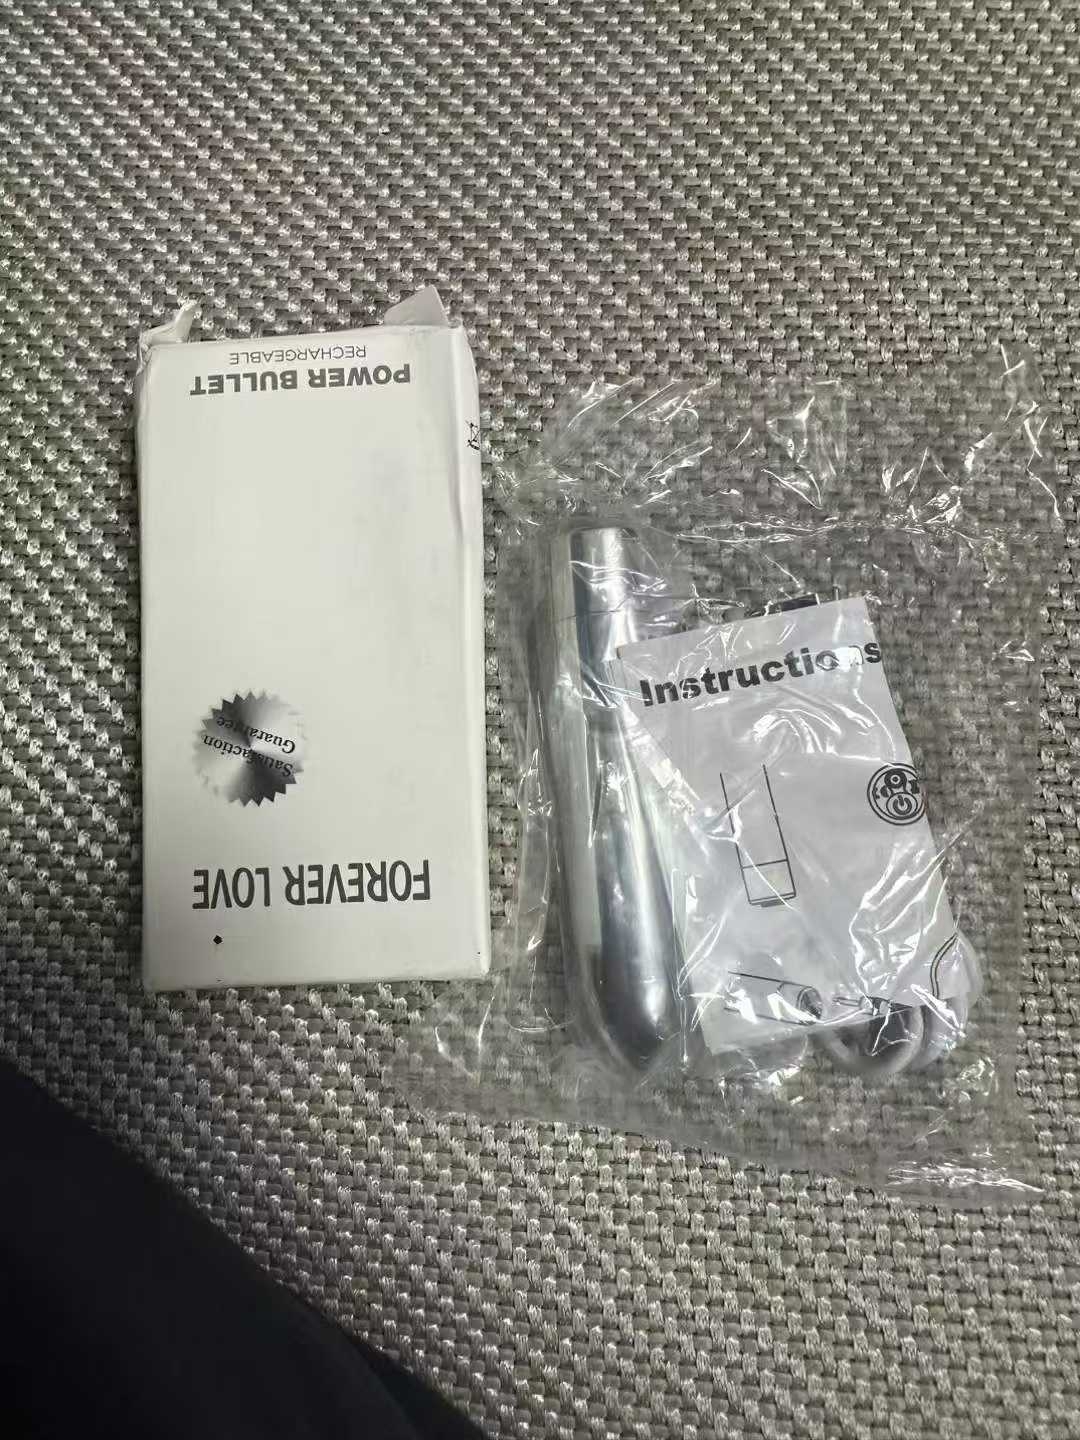 POWER BULLET
RECHARGEABLE
Satisfaction
Guarantee
FOREVER LOVE
Instructions